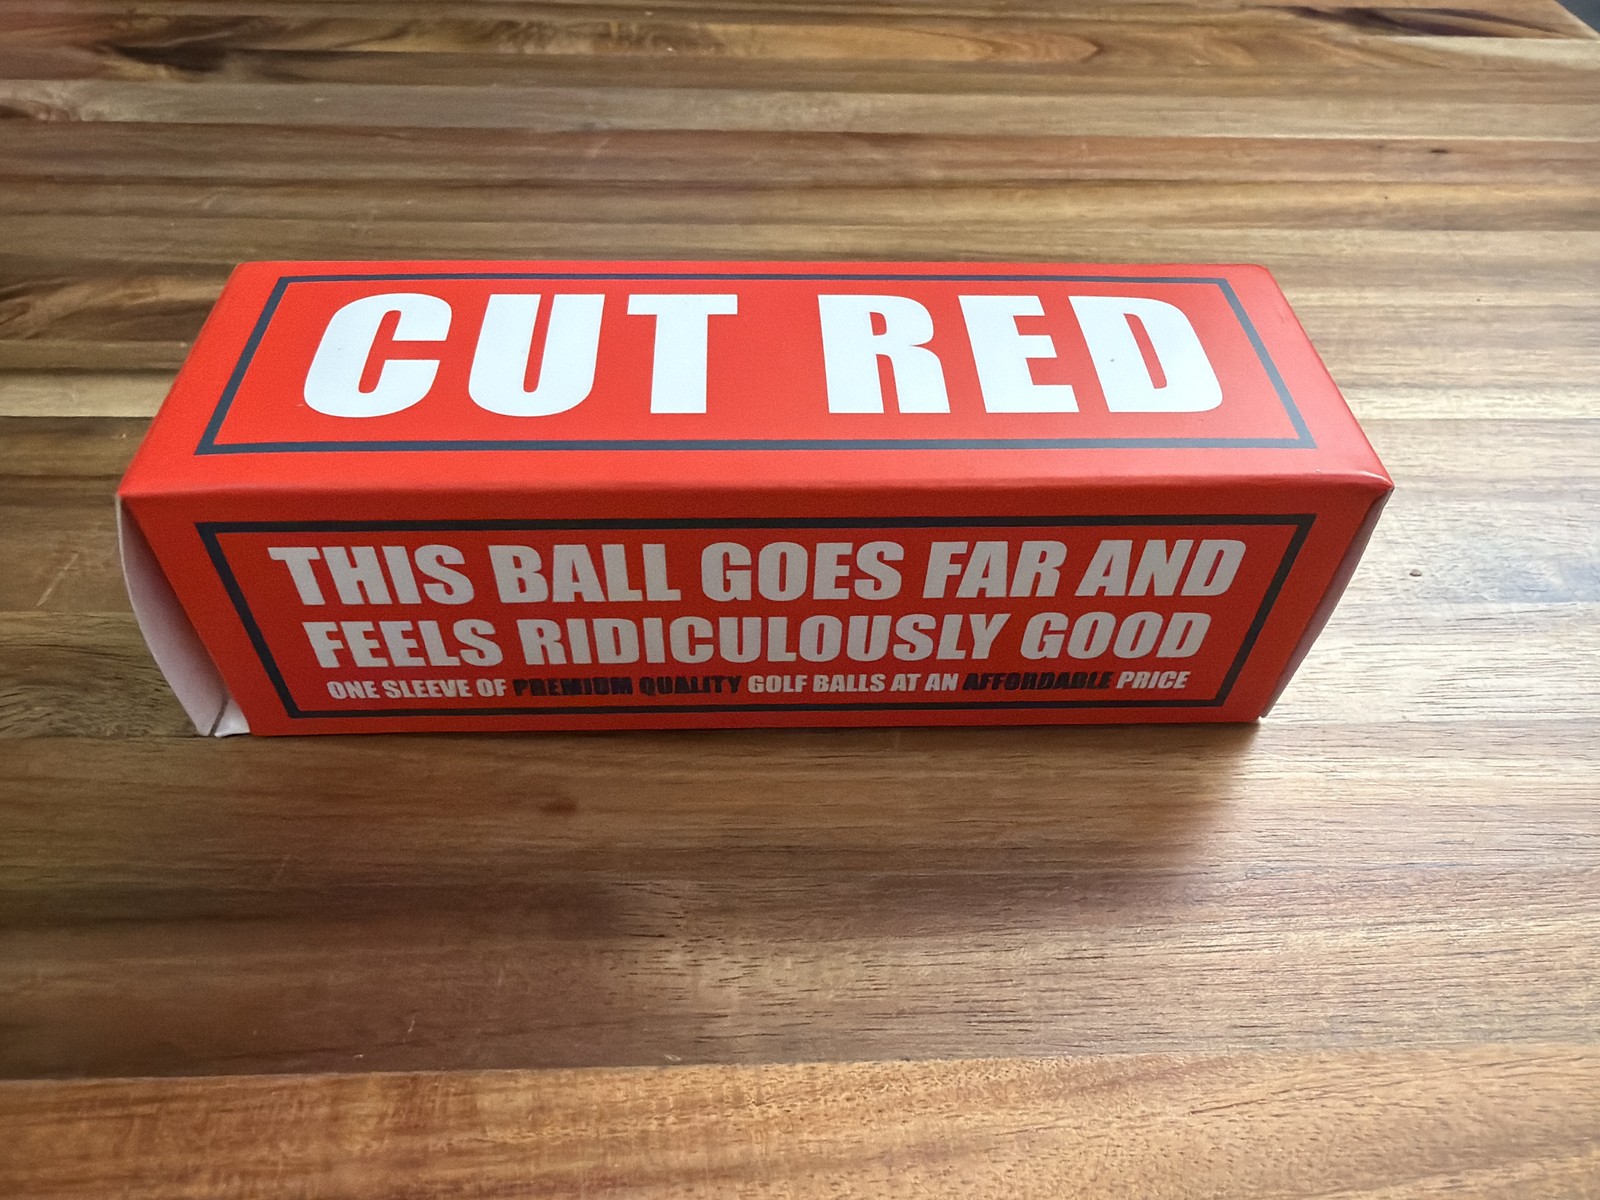 CUT RED
THIS BALL GOES FAR AND
FEELS RIDICULOUSLY GOOD
ONE SLEEVE OF PREMIUM QUALITY GOLF BALLS AT AN AFFORDABLE PRICE